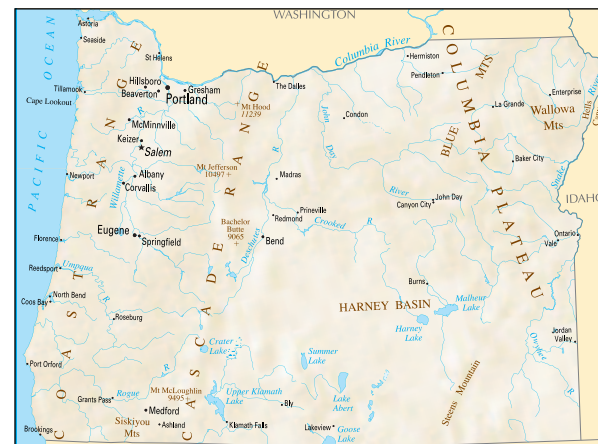 WASHINGTON
PACIFIC OCEAN
Astoria
Seaside
St Helens
Columbia River
Hermiston
Pendleton
COLUMBIA PLATEAU
BLUE MTS
Enterprise
Wallowa
Mts
La Grande
Hells
Tillamook
Cape Lookout
Hillsboro
Beaverton
Portland
Gresham
The Dalles
Mt Hood
11239
John Day
Condon
McMinnville
Keizer
Salem
R
Mt Jefferson
10497
Baker City
Snake
IDAHO
Newport
Albany
Corvallis
Willamette
Madras
River
John Day
Canyon City
COAST RANGE
CASCADE RANGE
Prineville
Redmond
Crooked R
Bachelor
Butte
9065
Deschutes R
Bend
Eugene
Springfield
Florence
Ontario
Vale
Reedsport
Umpqua R
North Bend
Coos Bay
Burns
HARNEY BASIN
Malheur
Lake
Harney
Lake
Roseburg
Crater
Lake
Summer
Lake
Jordan
Valley
Owyhee R
Port Orford
Steens Mountain
Mt McLoughlin
9495
Upper Klamath
Lake
Lake
Abert
Bly
Grants Pass
Rogue R
Medford
Siskiyou
Mts
Ashland
Klamath Falls
Lakeview
Goose
Lake
Brookings